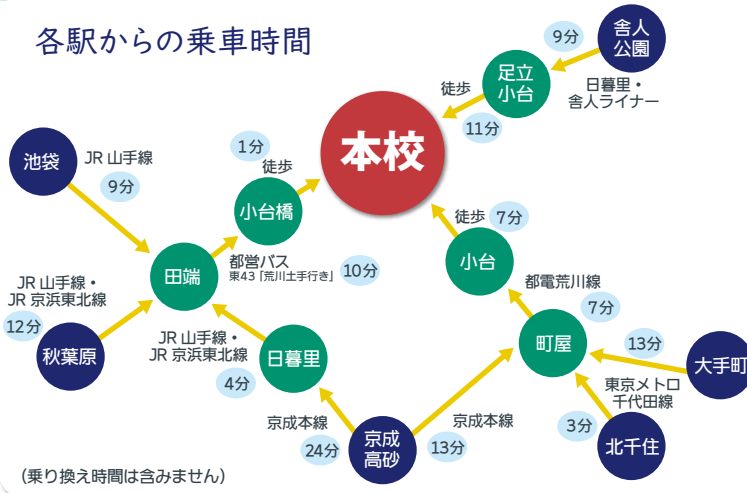 各駅からの乗車時間
舎人
公園
9分
日暮里・
舎人ライナー
足立
小台
徒歩
11分
本校
1分
徒歩
小台橋
池袋
JR 山手線
9分
田端
都営バス
東43「荒川土手行き」
10分
徒歩
7分
小台
都電荒川線
7分
JR 山手線・
JR 京浜東北線
12分
秋葉原
JR 山手線・
JR 京浜東北線
4分
日暮里
町屋
13分
大手町
東京メトロ
千代田線
3分
北千住
京成本線
24分
京成
高砂
京成本線
13分
(乗り換え時間は含みません)